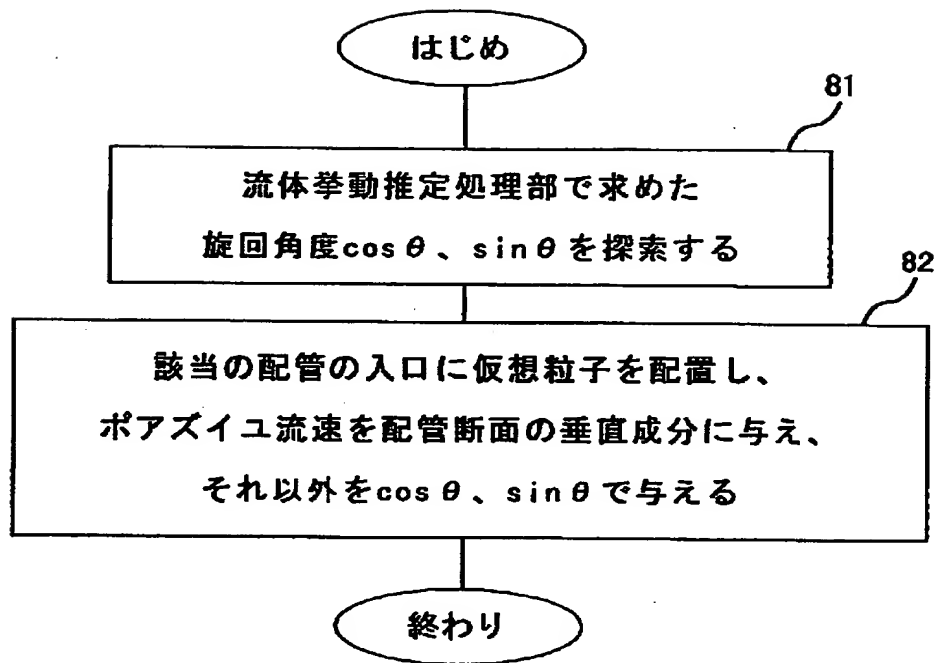 はじめ
81
流体挙動推定処理部で求めた
旋回角度cosθ、sinθを探索する
82
該当の配管の入口に仮想粒子を配置し、
ポアズイユ流速を配管断面の垂直成分に与え、
それ以外をcosθ、sinθで与える
終わり